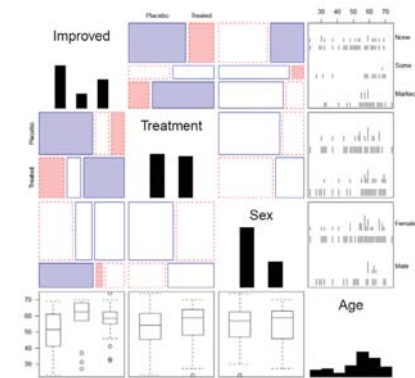 Placebo Treated
30 40 50 60 70
Improved
None
Some
Marked
Placebo
Treatment
Treated
Sex
Female
Male
70
60
50
40
30
Age